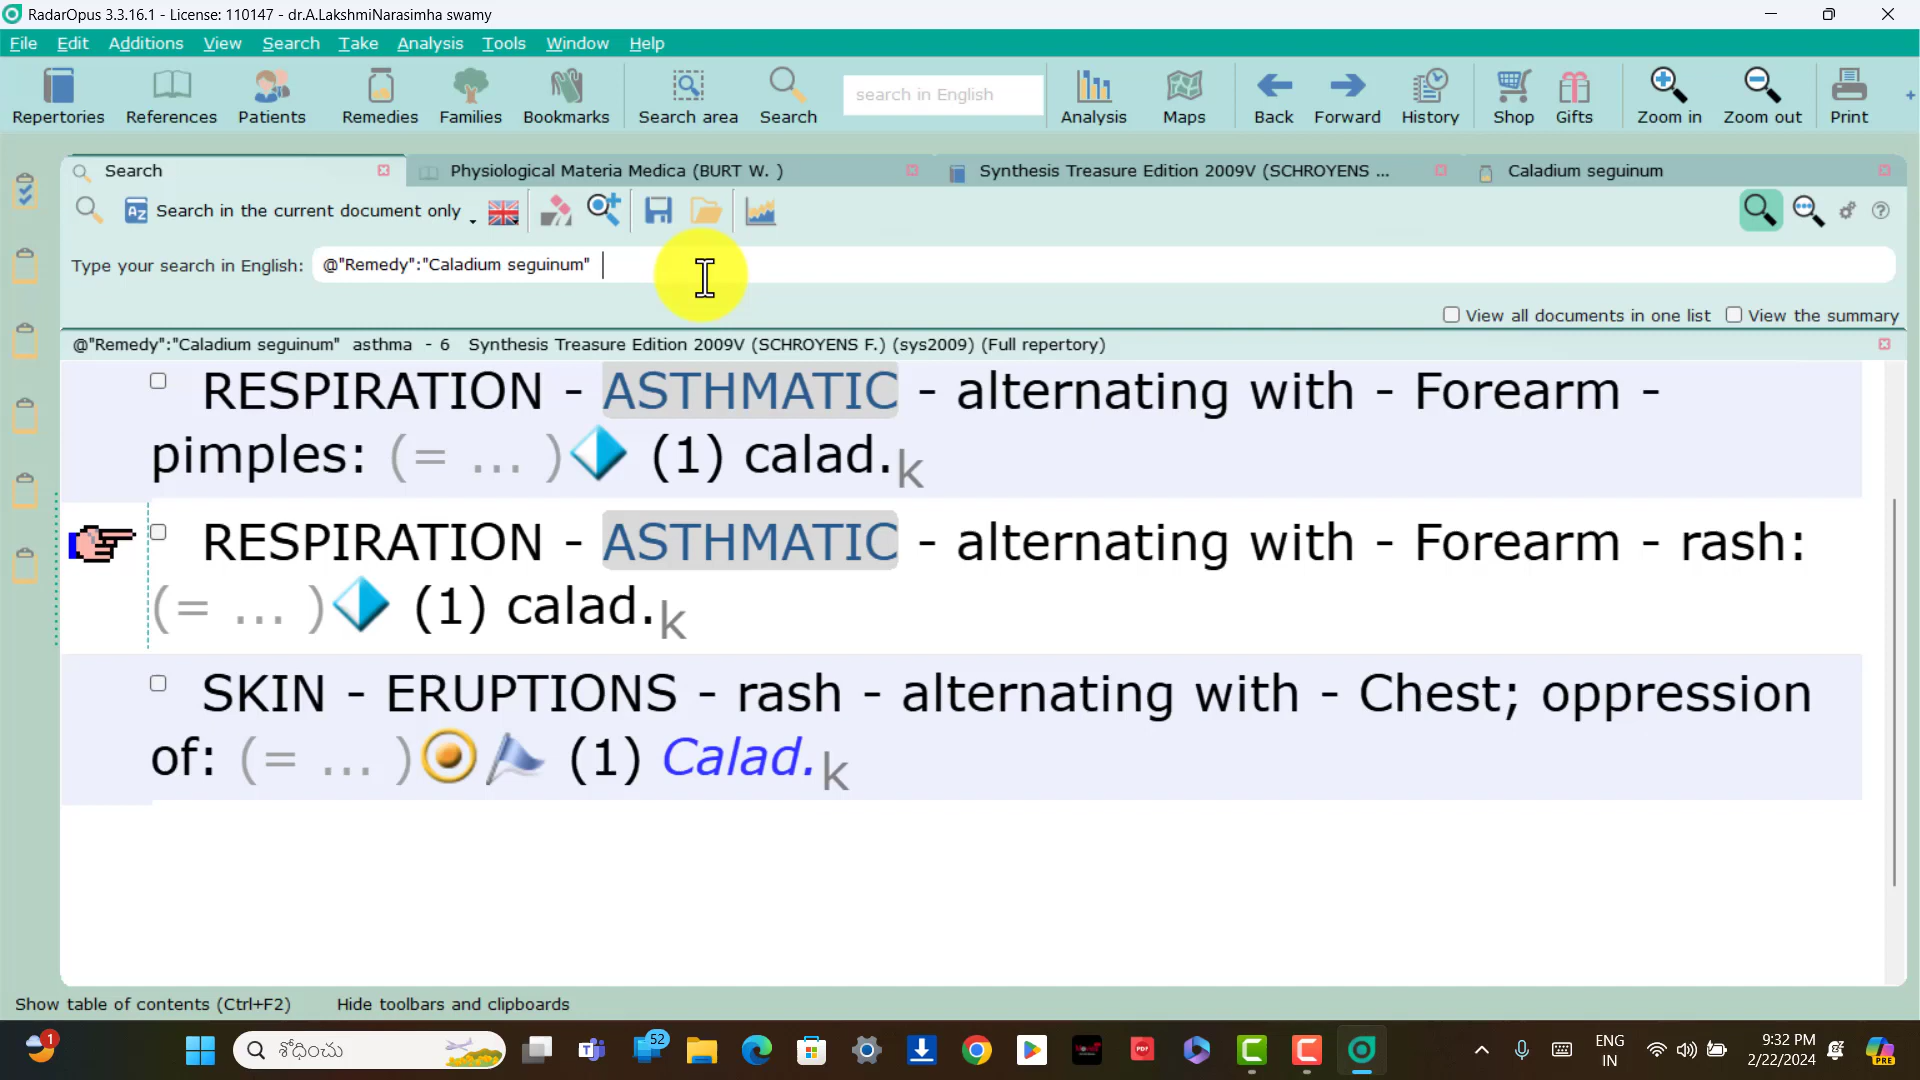 RadarOpus 3.3.16.1 - License: 110147 - dr.A.LakshmiNarasimha swamy
File Edit Additions View Search Take Analysis Tools Window Help
Repertories References Patients Remedies Families Bookmarks Search area Search search in English Analysis Maps Back Forward History Shop Gifts Zoom in Zoom out Print
Search Physiological Materia Medica (BURT W. ) Synthesis Treasure Edition 2009V (SCHROYENS ... Caladium seguinum
Search in the current document only
Type your search in English: @"Remedy":"Caladium seguinum"
View all documents in one list View the summary
@"Remedy":"Caladium seguinum" asthma - 6 Synthesis Treasure Edition 2009V (SCHROYENS F.) (sys2009) (Full repertory)
RESPIRATION - ASTHMATIC - alternating with - Forearm -
pimples: (= ... ) (1) calad.k
RESPIRATION - ASTHMATIC - alternating with - Forearm - rash:
(= ... ) (1) calad.k
SKIN - ERUPTIONS - rash - alternating with - Chest; oppression
of: (= ... ) (1) Calad.k
Show table of contents (Ctrl+F2) Hide toolbars and clipboards
1 శోధించు 52 ENG 9:32 PM
IN 2/22/2024 PRE